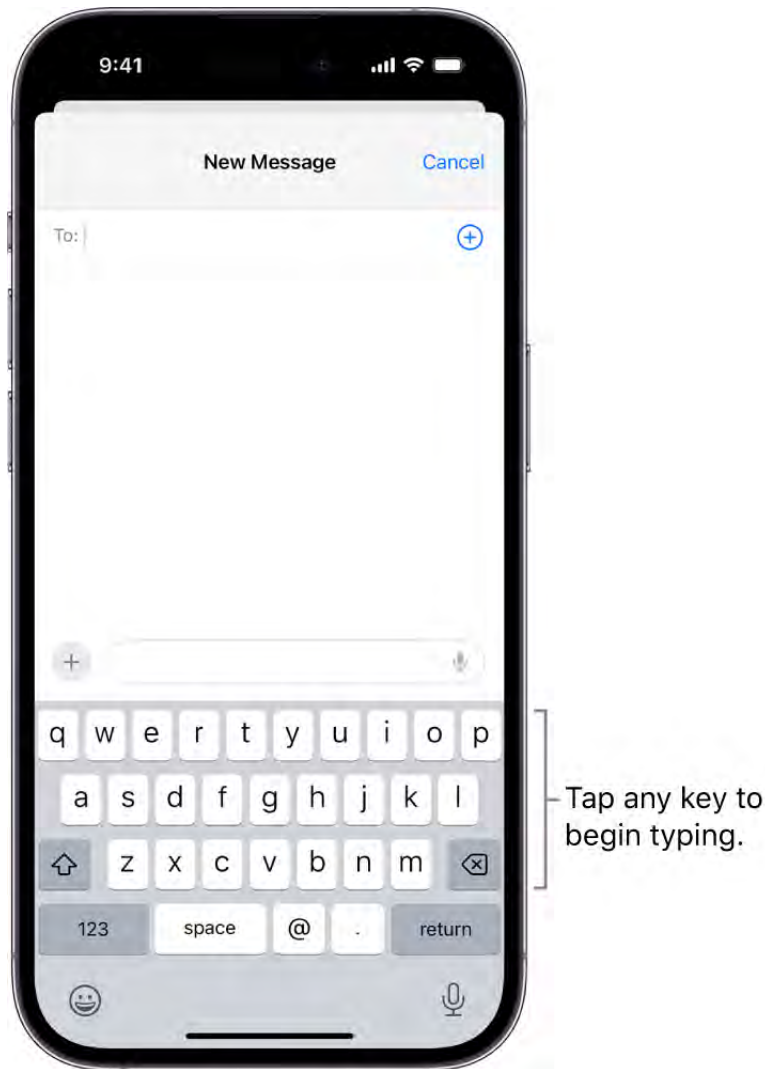 9:41
New Message Cancel
To:
q w e r t y u i o p
a s d f g h j k l
z x c v b n m
123 space @ . return
Tap any key to
begin typing.